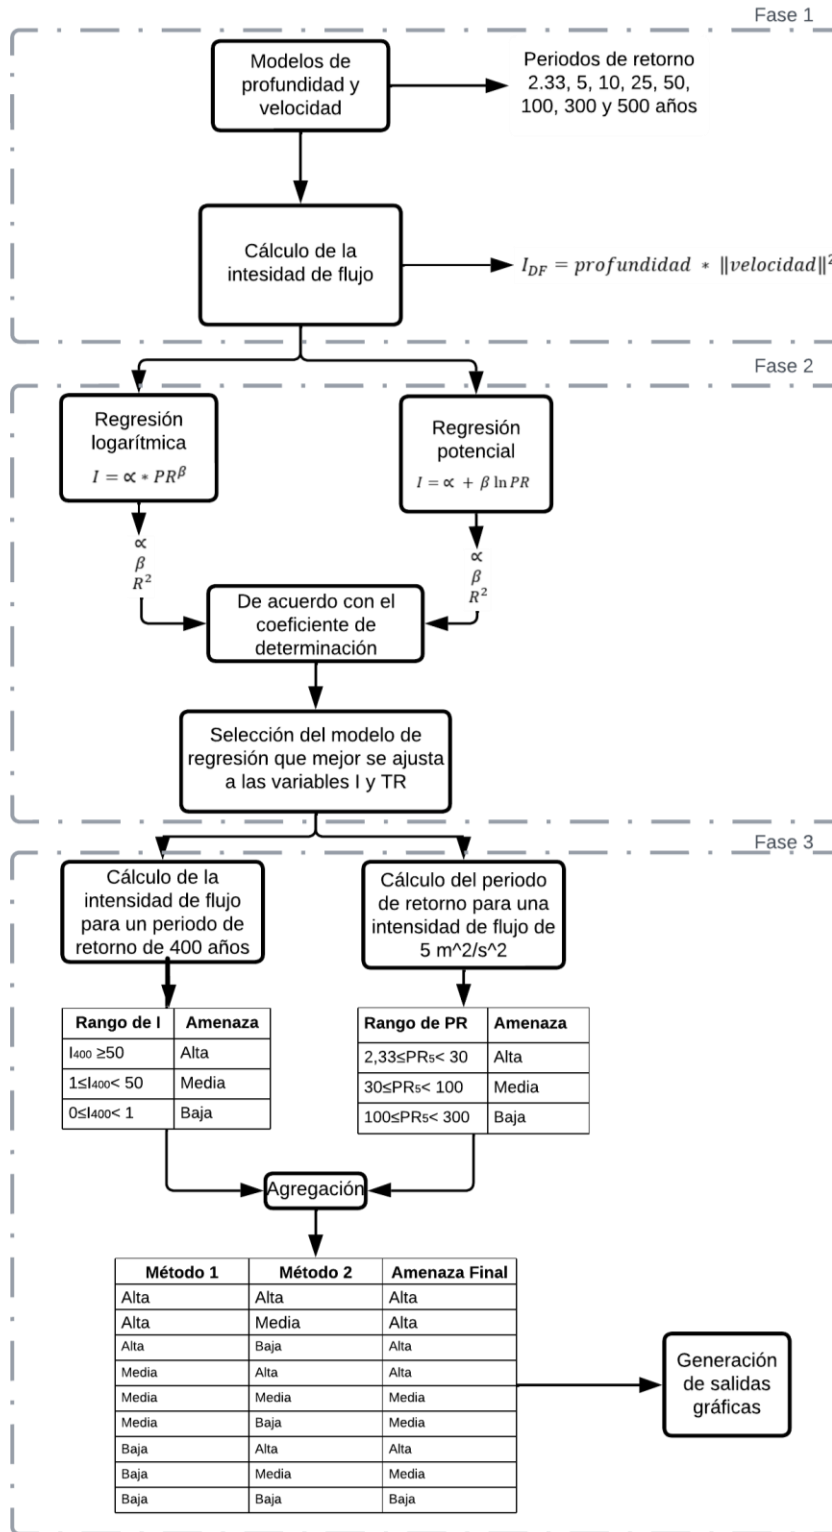 Fase 1
Modelos de
profundidad y
velocidad
Periodos de retorno
2.33, 5, 10, 25, 50,
100, 300 y 500 años
Cálculo de la
intesidad de flujo
I_DF = profundidad * ‖velocidad‖²
Fase 2
Regresión
logarítmica
I = ∝ * PR^β
Regresión
potencial
I = ∝ + β ln PR
∝
β
R²
∝
β
R²
De acuerdo con el
coeficiente de
determinación
Selección del modelo de
regresión que mejor se ajusta
a las variables I y TR
Fase 3
Cálculo de la
intensidad de flujo
para un periodo de
retorno de 400 años
Cálculo del periodo
de retorno para una
intensidad de flujo de
5 m^2/s^2
Rango de I Amenaza
I₄₀₀ ≥50 Alta
1≤I₄₀₀< 50 Media
0≤I₄₀₀< 1 Baja
Rango de PR Amenaza
2,33≤PR₅< 30 Alta
30≤PR₅< 100 Media
100≤PR₅< 300 Baja
Agregación
Método 1 Método 2 Amenaza Final
Alta Alta Alta
Alta Media Alta
Alta Baja Alta
Media Alta Alta
Media Media Media
Media Baja Media
Baja Alta Alta
Baja Media Media
Baja Baja Baja
Generación
de salidas
gráficas